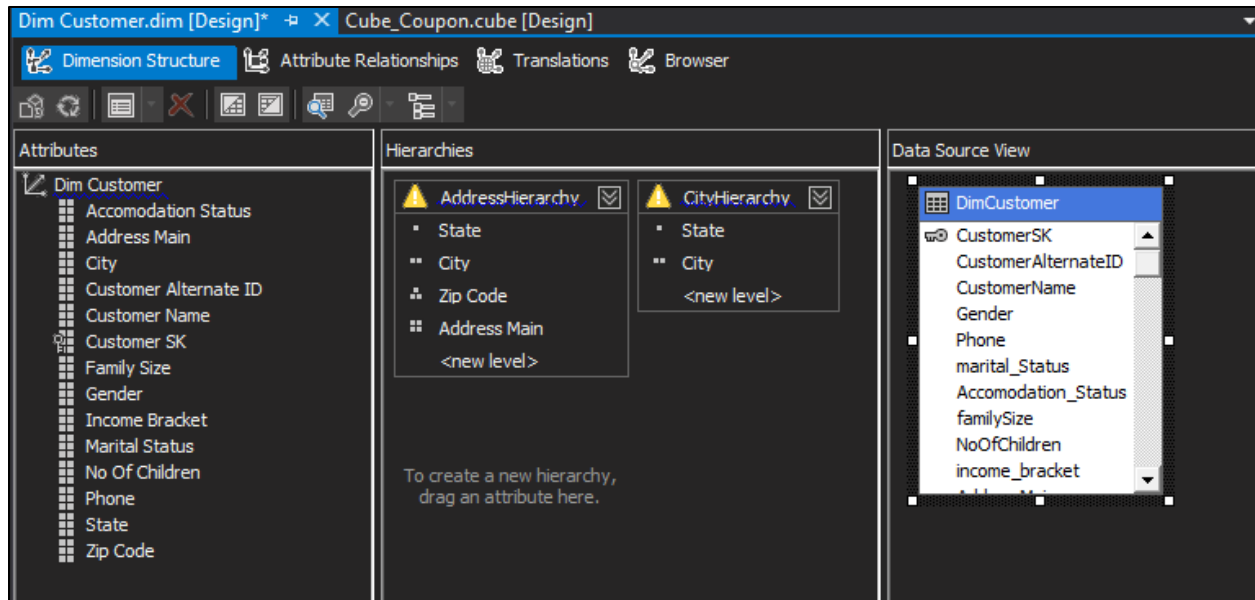 Dim Customer.dim [Design]* Cube_Coupon.cube [Design]
Dimension Structure Attribute Relationships Translations Browser
Attributes
Dim Customer
Accomodation Status
Address Main
City
Customer Alternate ID
Customer Name
Customer SK
Family Size
Gender
Income Bracket
Marital Status
No Of Children
Phone
State
Zip Code
Hierarchies
AddressHierarchy
State
City
Zip Code
Address Main
<new level>
CityHierarchy
State
City
<new level>
To create a new hierarchy,
drag an attribute here.
Data Source View
DimCustomer
CustomerSK
CustomerAlternateID
CustomerName
Gender
Phone
marital_Status
Accomodation_Status
familySize
NoOfChildren
income_bracket